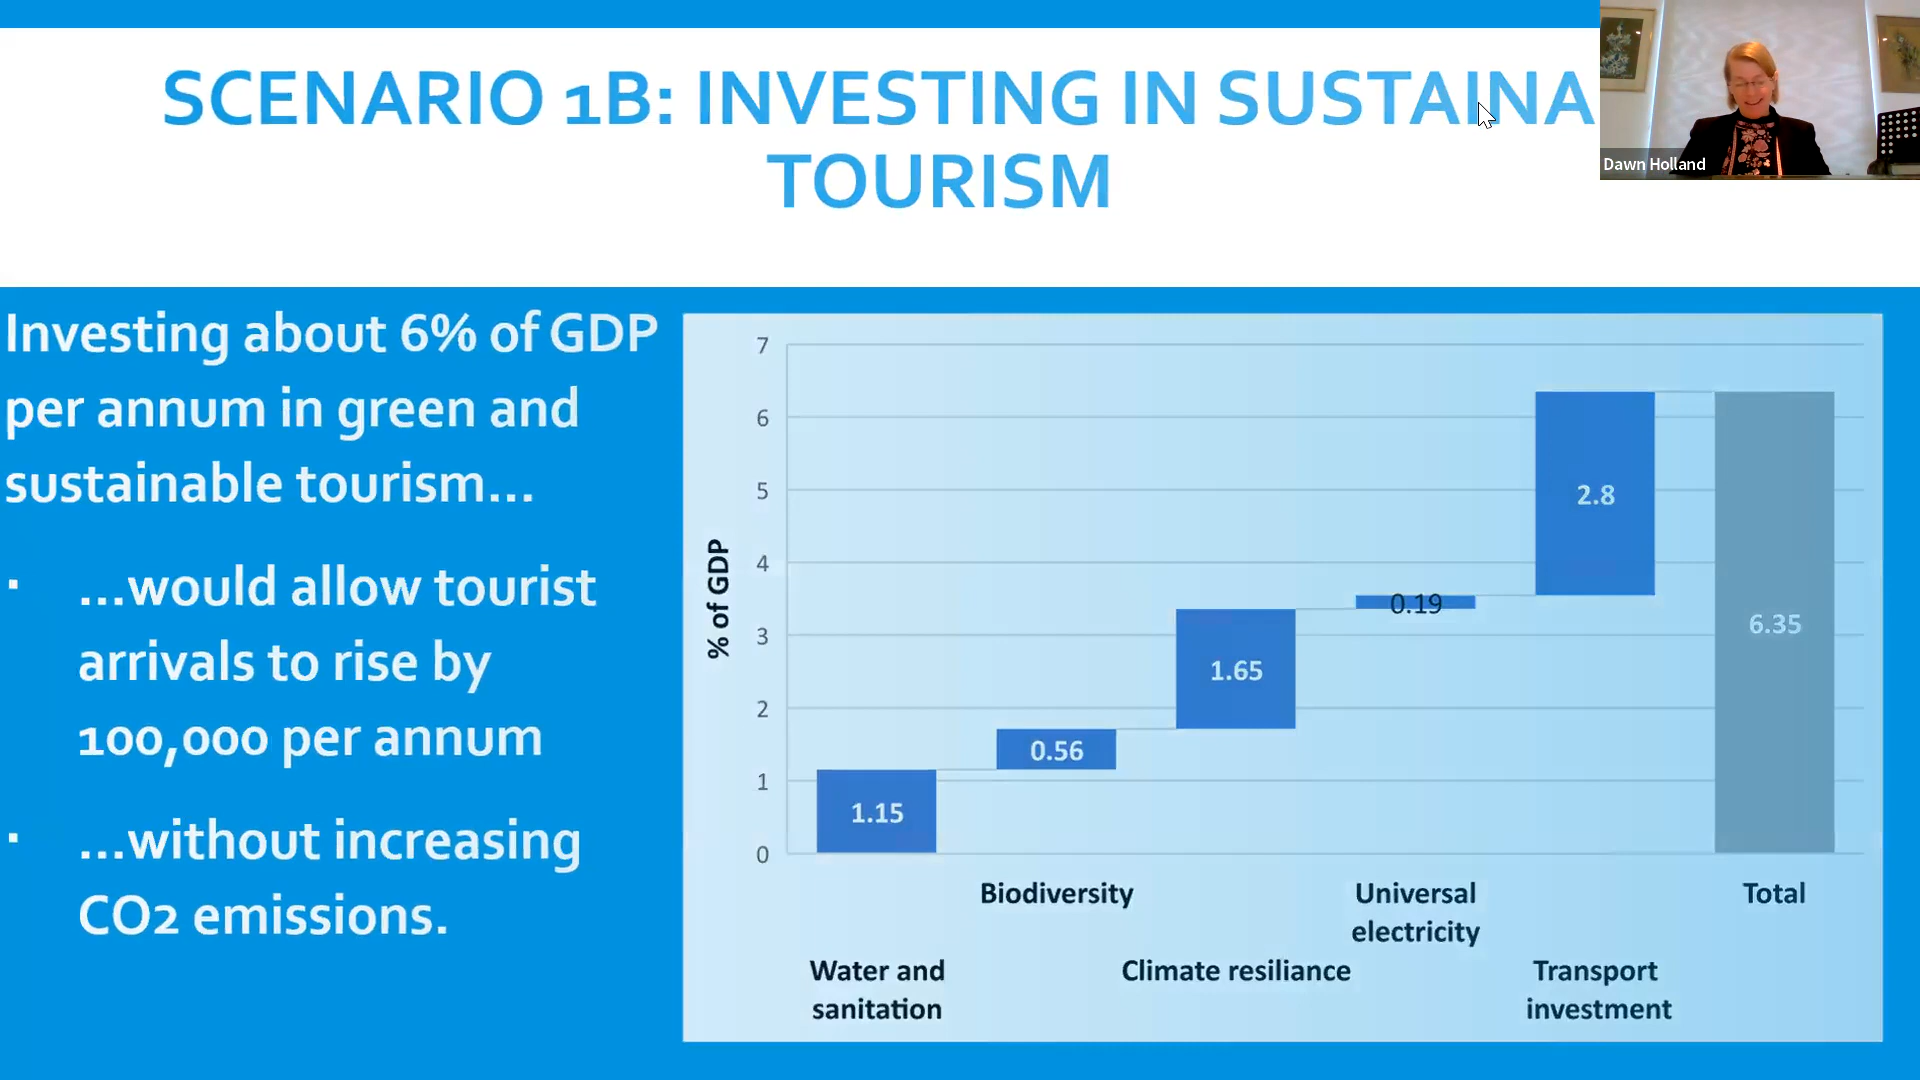 SCENARIO 1B: INVESTING IN SUSTAINA
TOURISM
Dawn Holland
Investing about 6% of GDP
per annum in green and
sustainable tourism...
▪ ...would allow tourist
arrivals to rise by
100,000 per annum
▪ ...without increasing
CO2 emissions.
% of GDP
7
6
5
4
3
2
1
0
1.15
0.56
1.65
0.19
2.8
6.35
Biodiversity
Universal
electricity
Total
Water and
sanitation
Climate resiliance
Transport
investment